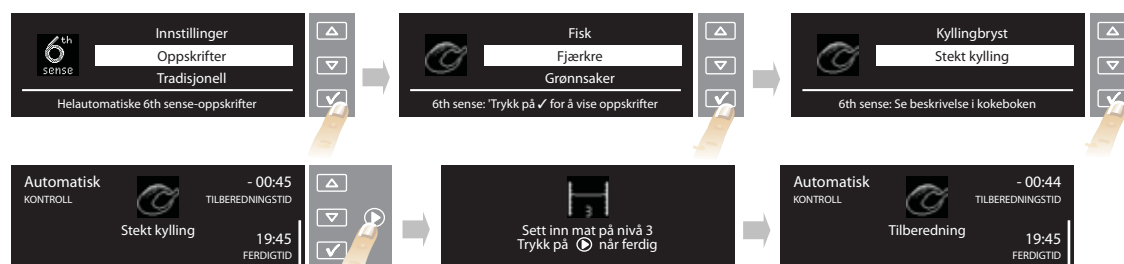 6th
sense
Innstillinger
Oppskrifter
Tradisjonell
Helautomatiske 6th sense-oppskrifter
Fisk
Fjærkre
Grønnsaker
6th sense: 'Trykk på ✓ for å vise oppskrifter
Kyllingbryst
Stekt kylling
6th sense: Se beskrivelse i kokeboken
Automatisk
KONTROLL
- 00:45
TILBEREDNINGSTID
Stekt kylling
19:45
FERDIGTID
3
Sett inn mat på nivå 3
Trykk på når ferdig
Automatisk
KONTROLL
- 00:44
TILBEREDNINGSTID
Tilberedning
19:45
FERDIGTID